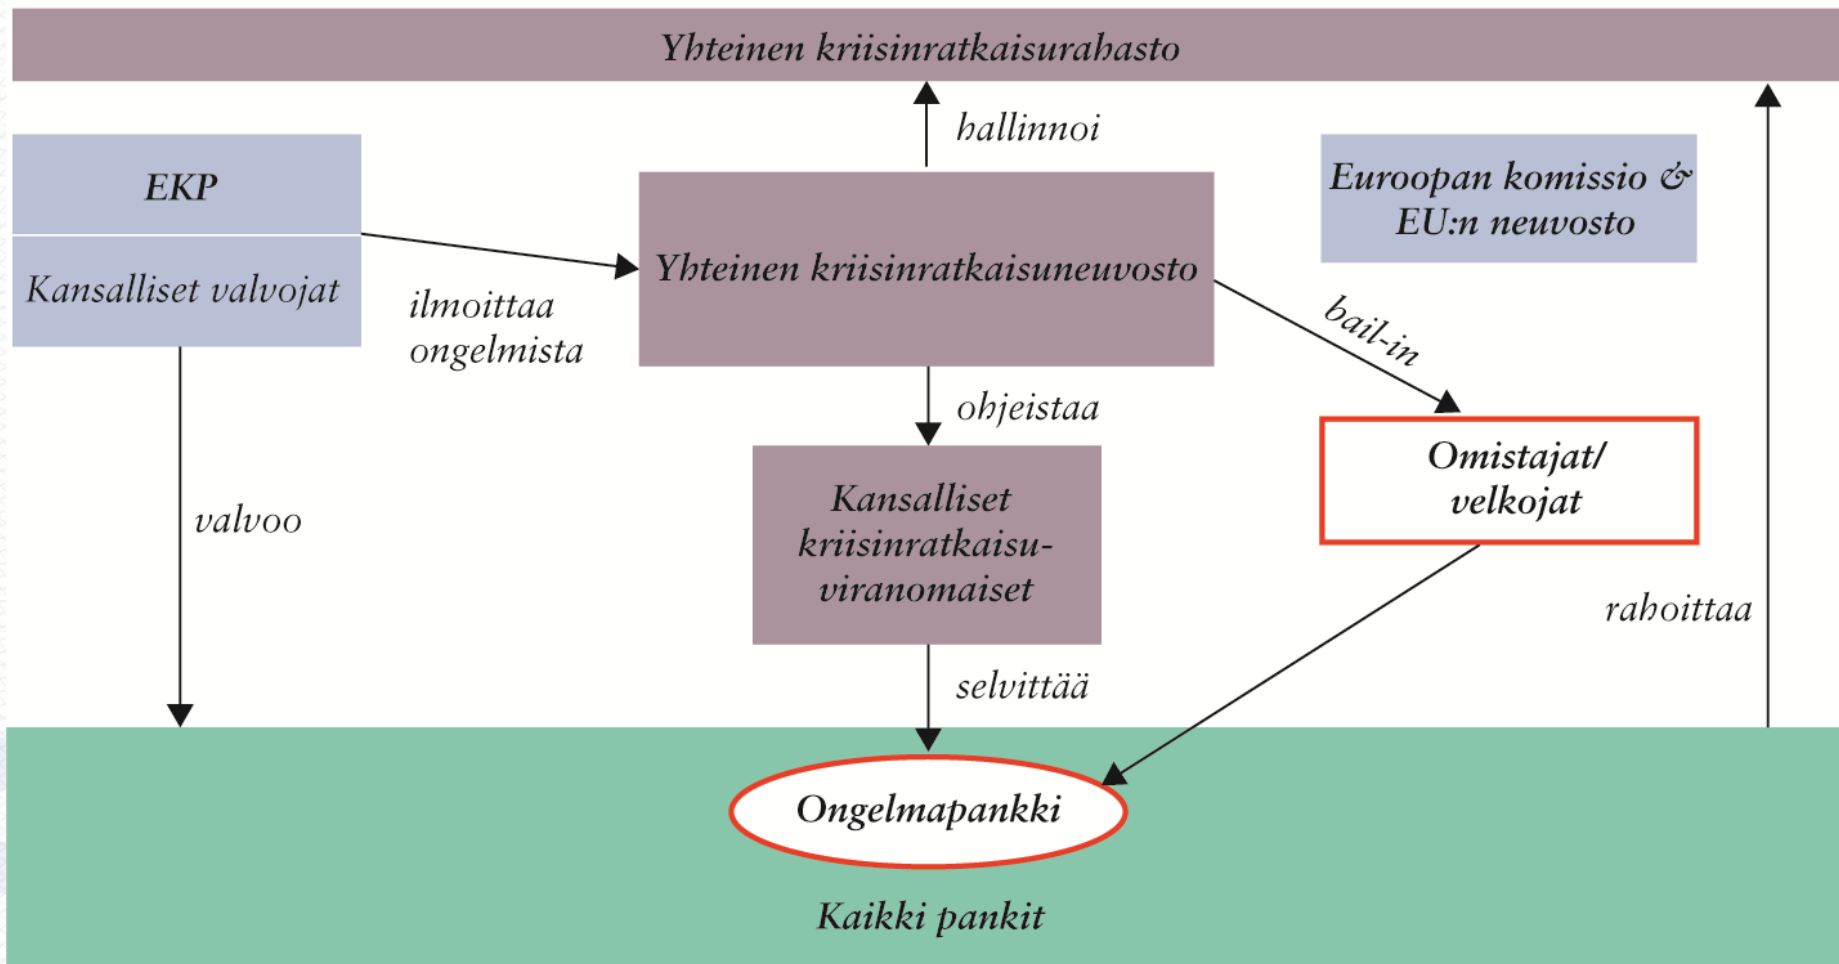 Yhteinen kriisinratkaisurahasto
hallinnoi
EKP
Kansalliset valvojat
ilmoittaa
ongelmista
Yhteinen kriisinratkaisuneuvosto
Euroopan komissio &
EU:n neuvosto
bail-in
ohjeistaa
Omistajat/
velkojat
Kansalliset
kriisinratkaisu-
viranomaiset
valvoo
rahoittaa
selvittää
Ongelmapankki
Kaikki pankit